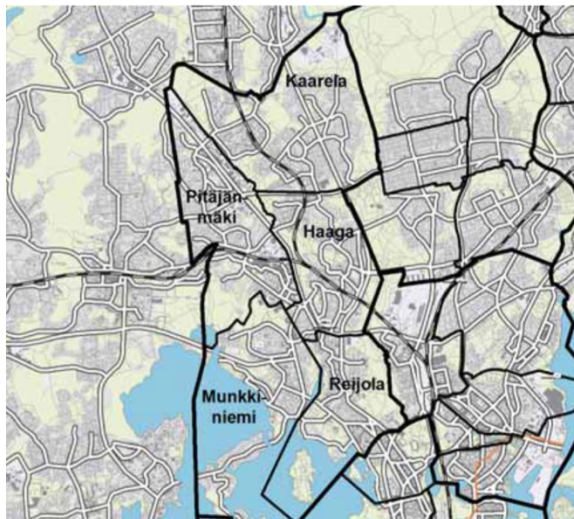 Kaarela
Pitäjän-
mäki
Haaga
Munkki-
niemi
Reijola